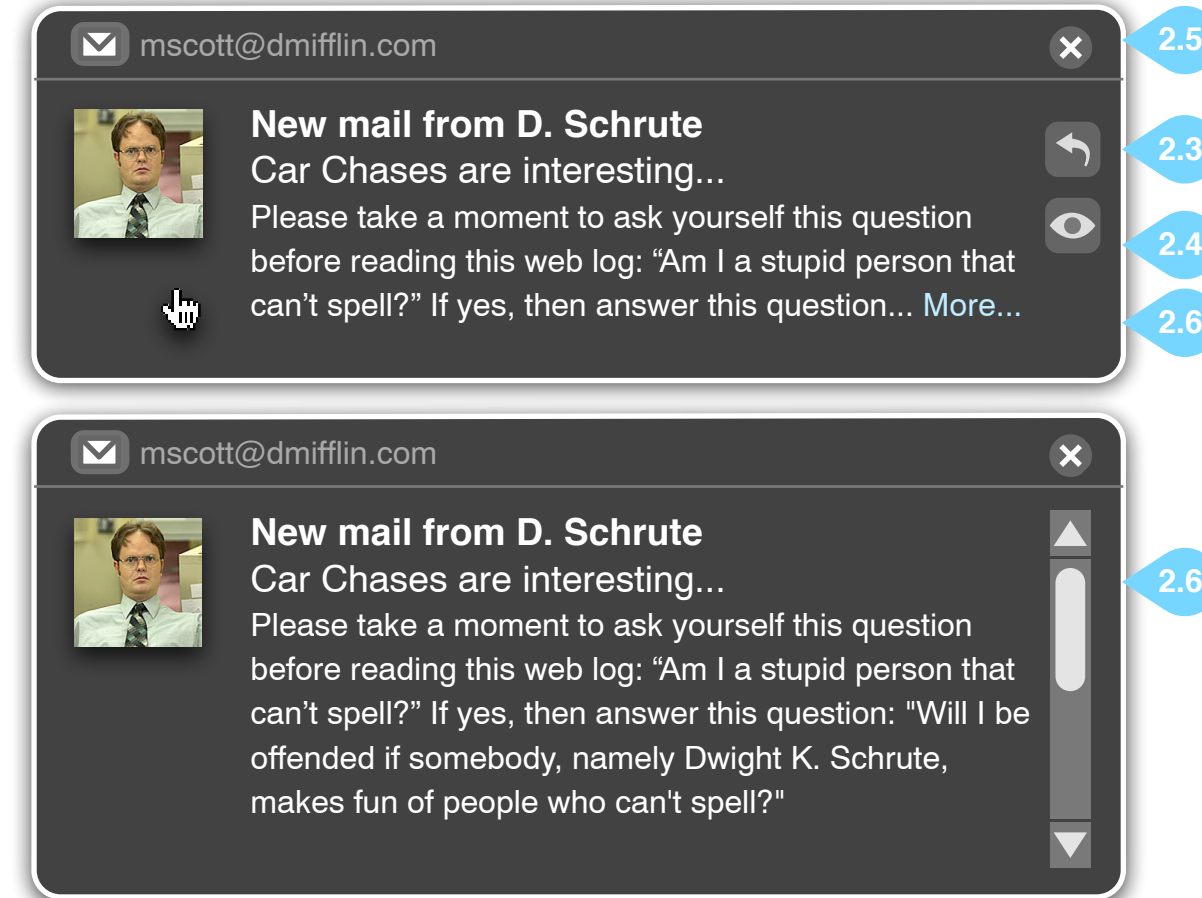 mscott@dmifflin.com
2.5
New mail from D. Schrute
Car Chases are interesting...
2.3
Please take a moment to ask yourself this question
before reading this web log: “Am I a stupid person that
2.4
can’t spell?” If yes, then answer this question... More...
2.6
mscott@dmifflin.com
New mail from D. Schrute
Car Chases are interesting...
2.6
Please take a moment to ask yourself this question
before reading this web log: “Am I a stupid person that
can’t spell?” If yes, then answer this question: "Will I be
offended if somebody, namely Dwight K. Schrute,
makes fun of people who can't spell?"